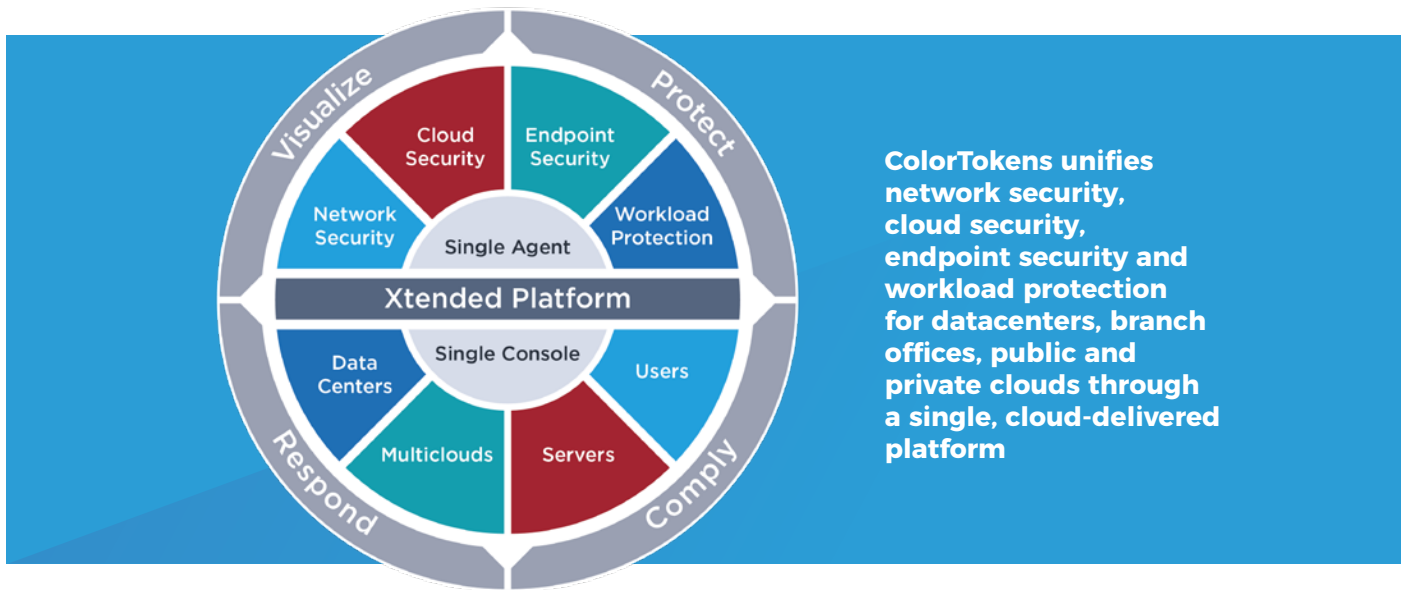 Visualize
Protect
Cloud
Security
Endpoint
Security
Network
Security
Workload
Protection
Single Agent
Xtended Platform
Single Console
Data
Centers
Users
Multiclouds
Servers
Respond
Comply
ColorTokens unifies
network security,
cloud security,
endpoint security and
workload protection
for datacenters, branch
offices, public and
private clouds through
a single, cloud-delivered
platform